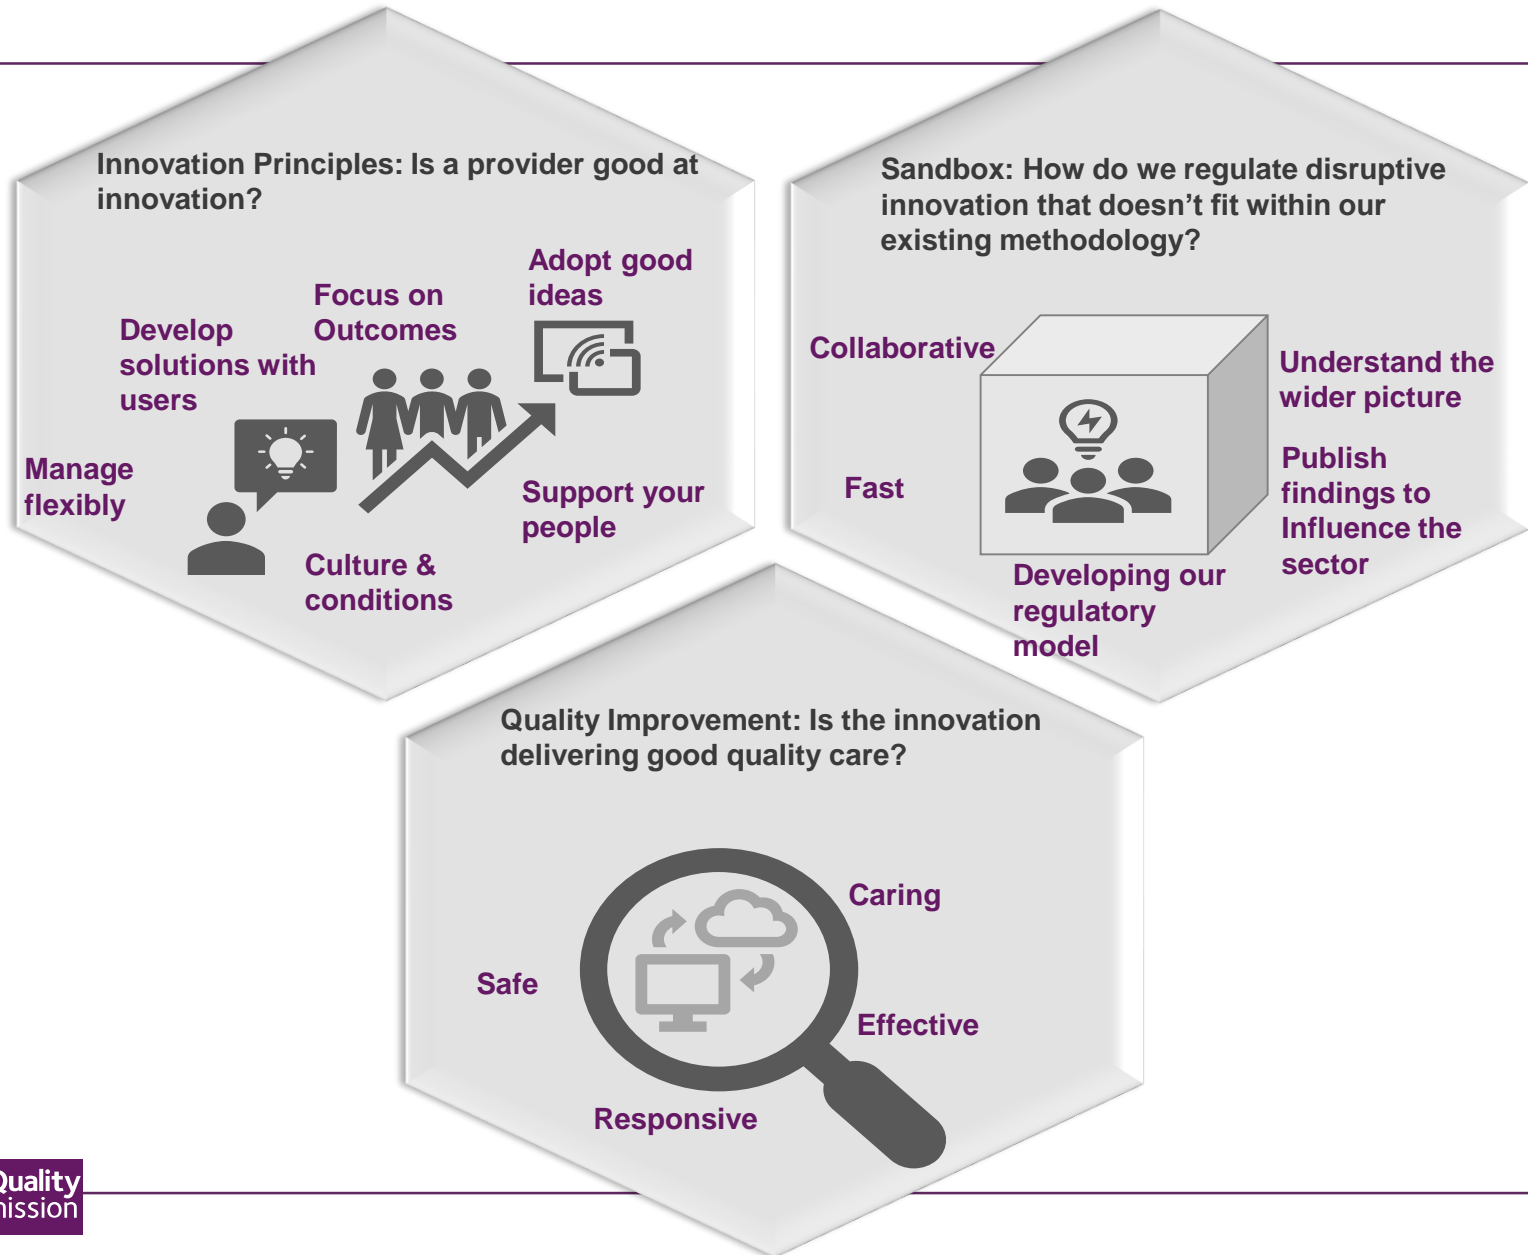 Innovation Principles: Is a provider good at
innovation?
Adopt good
ideas
Focus on
Outcomes
Develop
solutions with
users
Manage
flexibly
Support your
people
Culture &
conditions
Sandbox: How do we regulate disruptive
innovation that doesn’t fit within our
existing methodology?
Collaborative
Understand the
wider picture
Fast
Publish
findings to
Influence the
sector
Developing our
regulatory
model
Quality Improvement: Is the innovation
delivering good quality care?
Caring
Safe
Effective
Responsive
Quality
mission